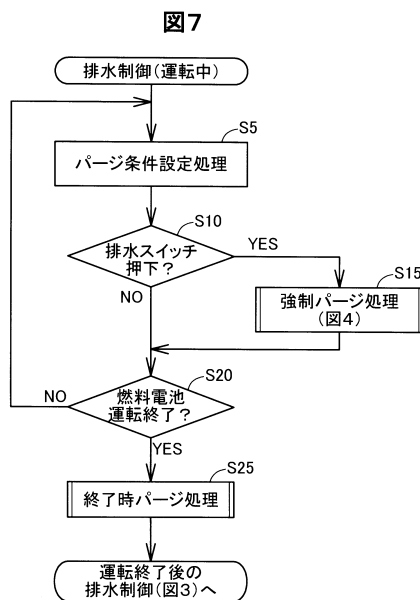 図7
排水制御(運転中)
S5
パージ条件設定処理
S10
排水スイッチ
押下？
YES
NO
S15
強制パージ処理
(図4)
S20
燃料電池
運転終了？
NO
YES
S25
終了時パージ処理
運転終了後の
排水制御(図3)へ